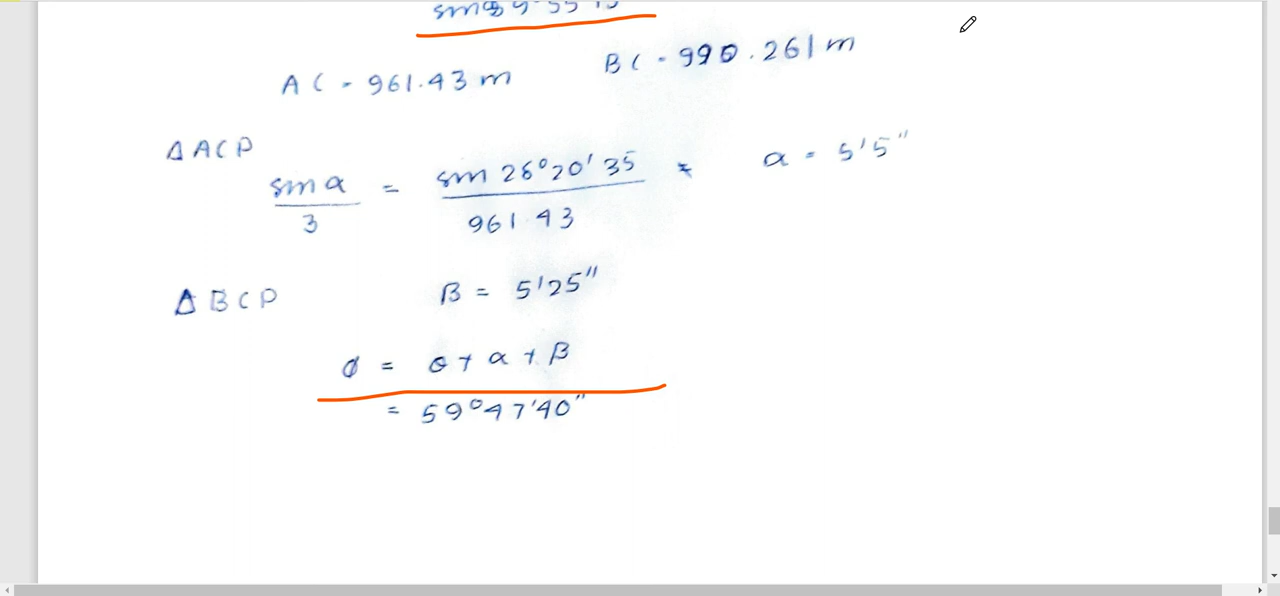 AC = 961.43 m BC = 990.261 m
ΔACP
sin α / 3 = sin 26°20'35 / 961.43 = α = 5'5"
ΔBCP β = 5'25"
φ = θ + α + β
= 59°47'40"